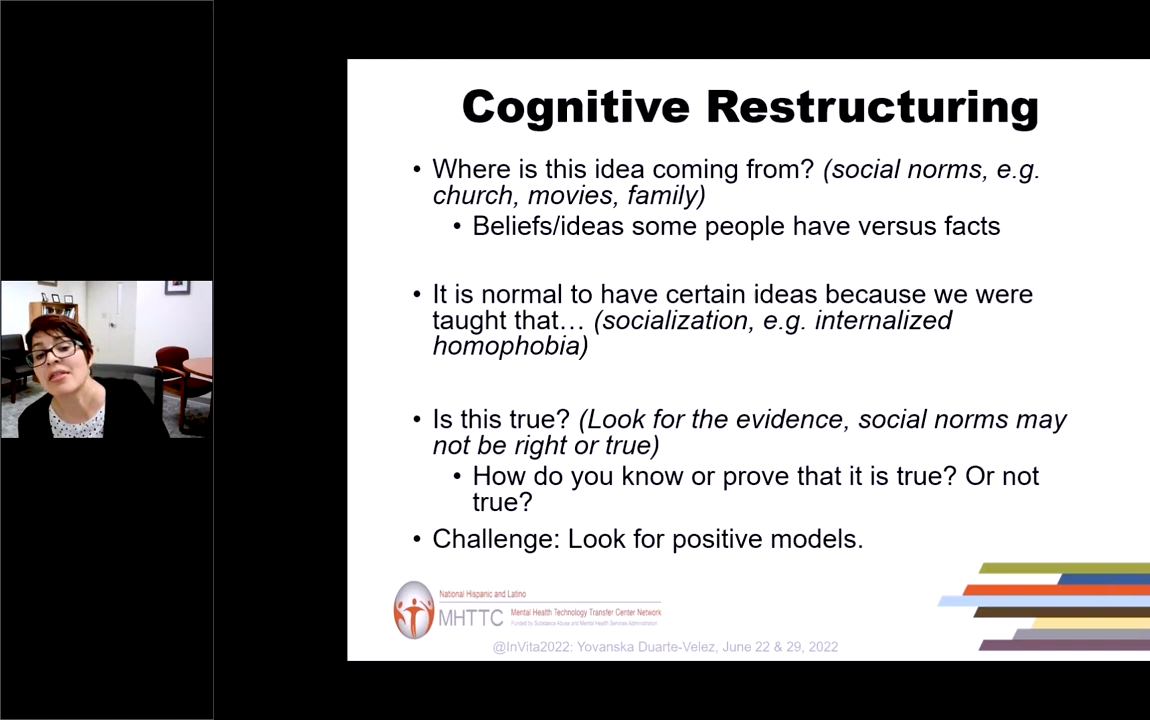 Cognitive Restructuring
• Where is this idea coming from? (social norms, e.g.
church, movies, family)
• Beliefs/ideas some people have versus facts
• It is normal to have certain ideas because we were
taught that… (socialization, e.g. internalized
homophobia)
• Is this true? (Look for the evidence, social norms may
not be right or true)
• How do you know or prove that it is true? Or not
true?
• Challenge: Look for positive models.
National Hispanic and Latino
MHTTC Mental Health Technology Transfer Center Network
Funded by Substance Abuse and Mental Health Services Administration
@InVita2022: Yovanska Duarte-Velez, June 22 & 29, 2022